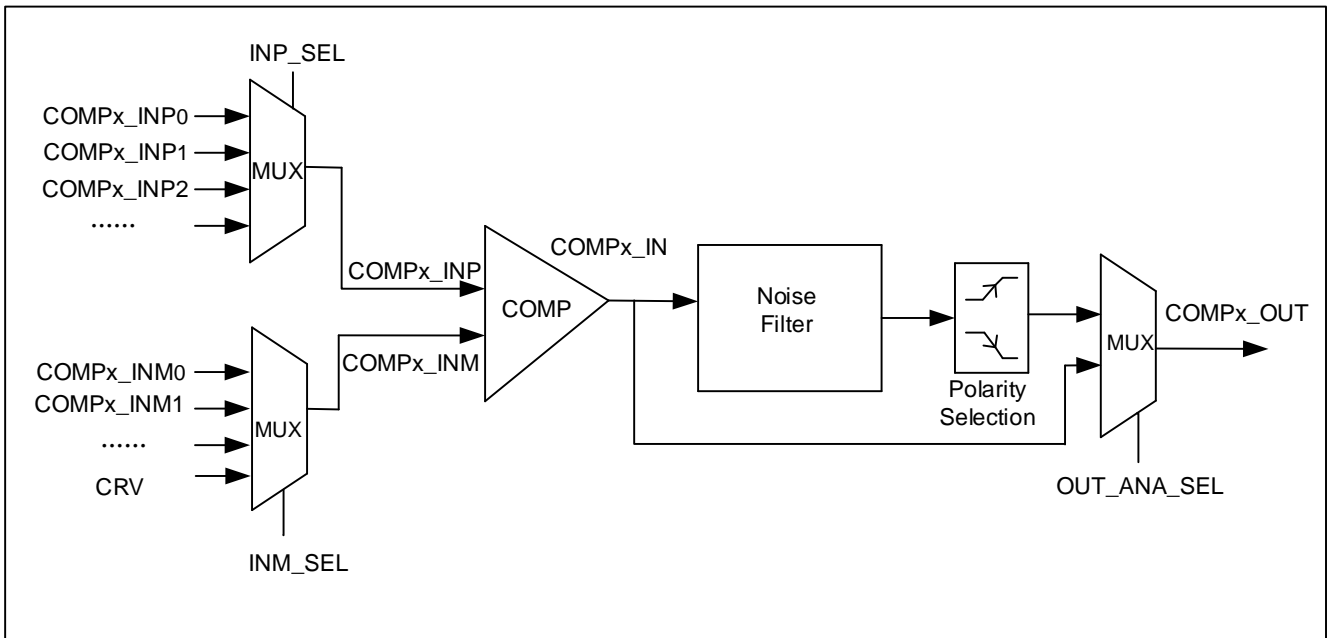 INP_SEL
COMPx_INP0
COMPx_INP1
COMPx_INP2
······
MUX
COMPx_INP
COMPx_INM
COMPx_INM0
COMPx_INM1
······
CRV
MUX
INM_SEL
COMP
COMPx_IN
Noise
Filter
Polarity
Selection
MUX
COMPx_OUT
OUT_ANA_SEL